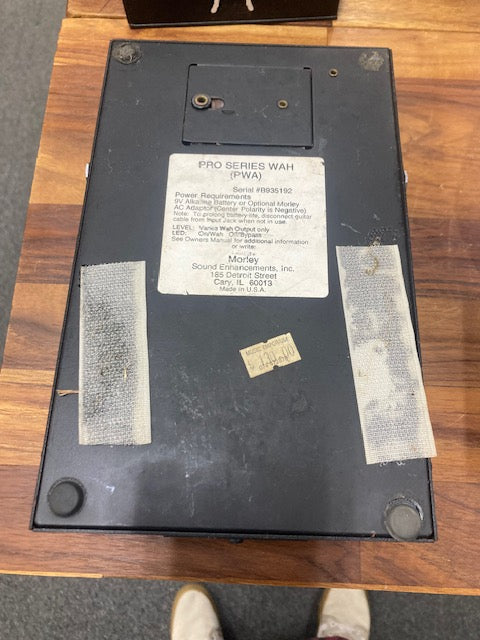 PRO SERIES WAH
(PWA)
Serial #B935192
Power Requirements
9V Alkaline Battery or Optional Morley
AC Adaptor (Center Polarity is Negative)
Note: To prolong battery life, disconnect guitar
cable from Input Jack when not in use.
LEVEL: Varies Wah Output only
LED: On/Wah Off/Bypass
See Owners Manual for additional information
or write:
Morley
Sound Enhancements, Inc.
185 Detroit Street
Cary, IL 60013
Made in U.S.A.
MUSIC EMPORIUM